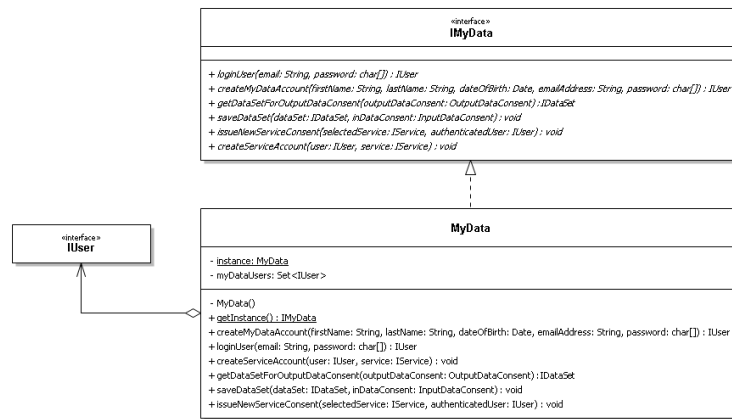 «interface»
IMyData
+ loginUser(email: String, password: char[]) : IUser
+ createMyDataAccount(firstName: String, lastName: String, dateOfBirth: Date, emailAddress: String, password: char[]) : IUser
+ getDataSetForOutputDataConsent(outputDataConsent: OutputDataConsent) : IDataSet
+ saveDataSet(dataSet: IDataSet, inDataConsent: InputDataConsent) : void
+ issueNewServiceConsent(selectedService: IService, authenticatedUser: IUser) : void
+ createServiceAccount(user: IUser, service: IService) : void
«interface»
IUser
MyData
- instance: MyData
- myDataUsers: Set<IUser>
- MyData()
+ getInstance() : IMyData
+ createMyDataAccount(firstName: String, lastName: String, dateOfBirth: Date, emailAddress: String, password: char[]) : IUser
+ loginUser(email: String, password: char[]) : IUser
+ createServiceAccount(user: IUser, service: IService) : void
+ getDataSetForOutputDataConsent(outputDataConsent: OutputDataConsent) : IDataSet
+ saveDataSet(dataSet: IDataSet, inDataConsent: InputDataConsent) : void
+ issueNewServiceConsent(selectedService: IService, authenticatedUser: IUser) : void